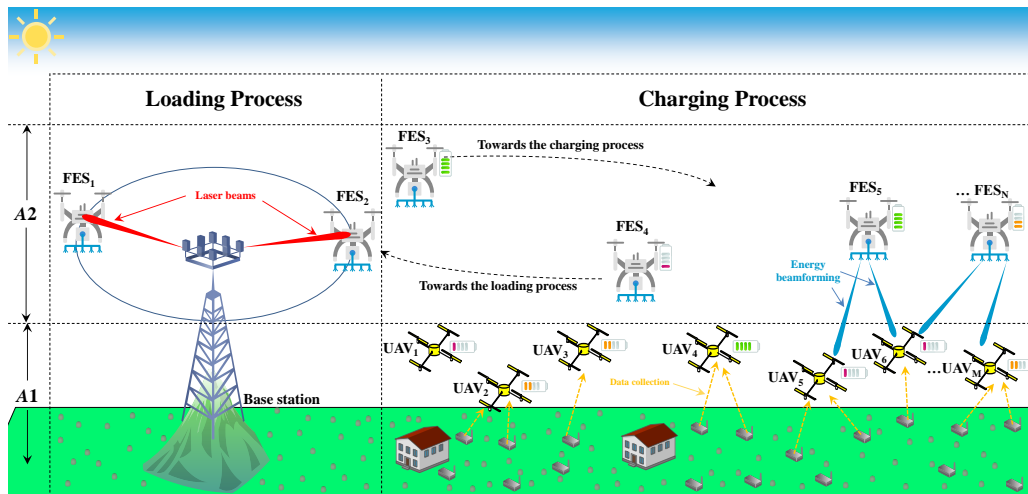 Loading Process
Charging Process
A2
A1
FES1
FES2
Laser beams
FES3
Towards the charging process
FES4
Towards the loading process
FES5
... FESN
Energy
beamforming
Base station
UAV1
UAV2
UAV3
UAV4
UAV5
UAV6
...UAVM
Data collection